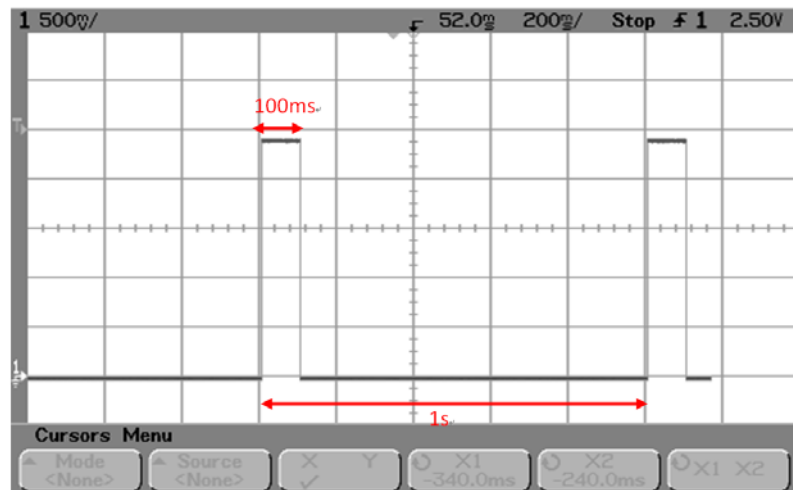 1 500mV/ 52.0ms 200ms/ Stop 1 2.50V
100ms
T
1
1s
Cursors Menu
Mode Source X Y X1 X2 X1 X2
<None> <None> ✓ -340.0ms -240.0ms